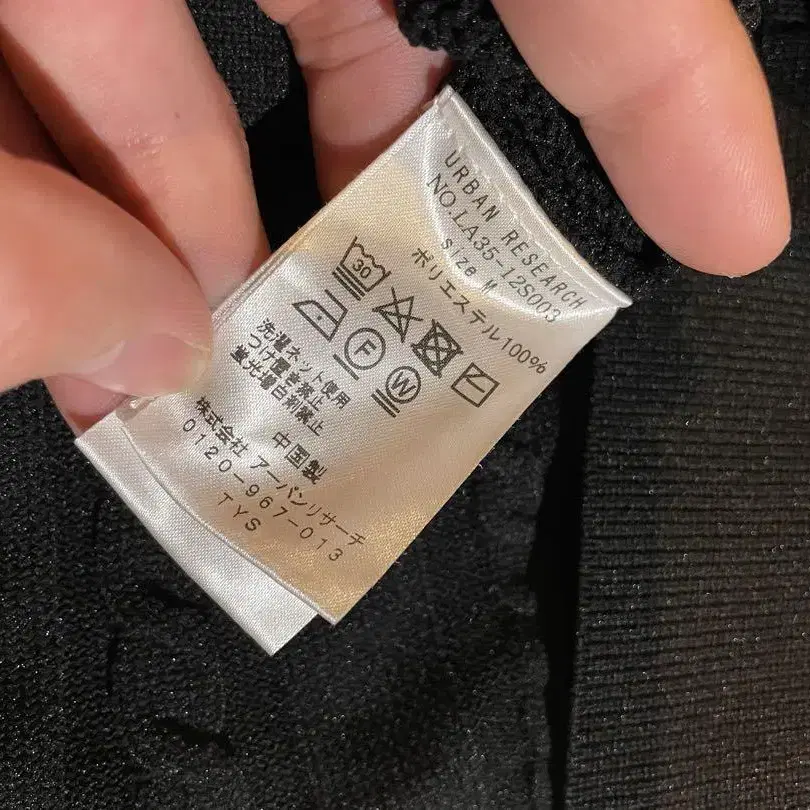 URBAN RESEARCH
NO.LA35-12S003
size M
ポリエステル100%
30
F W
洗濯ネット使用
つけ置き禁止
蛍光増白剤禁止
中国製
株式会社 アーバンリサーチ
0120-967-013
TYS